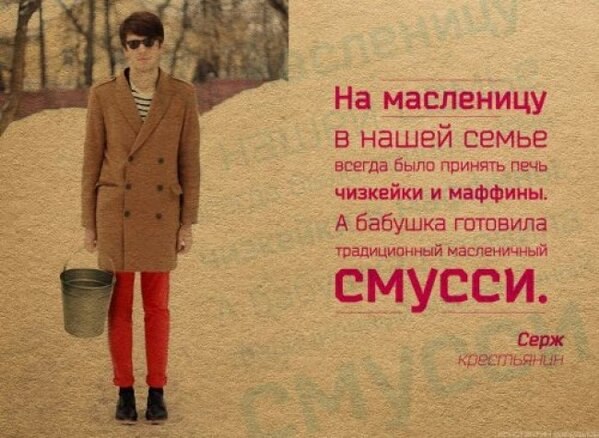 На масленицу
в нашей семье
всегда было принять печь
чизкейки и маффины.
А бабушка готовила
традиционный масленичный
смусси.
Серж
крестьянин